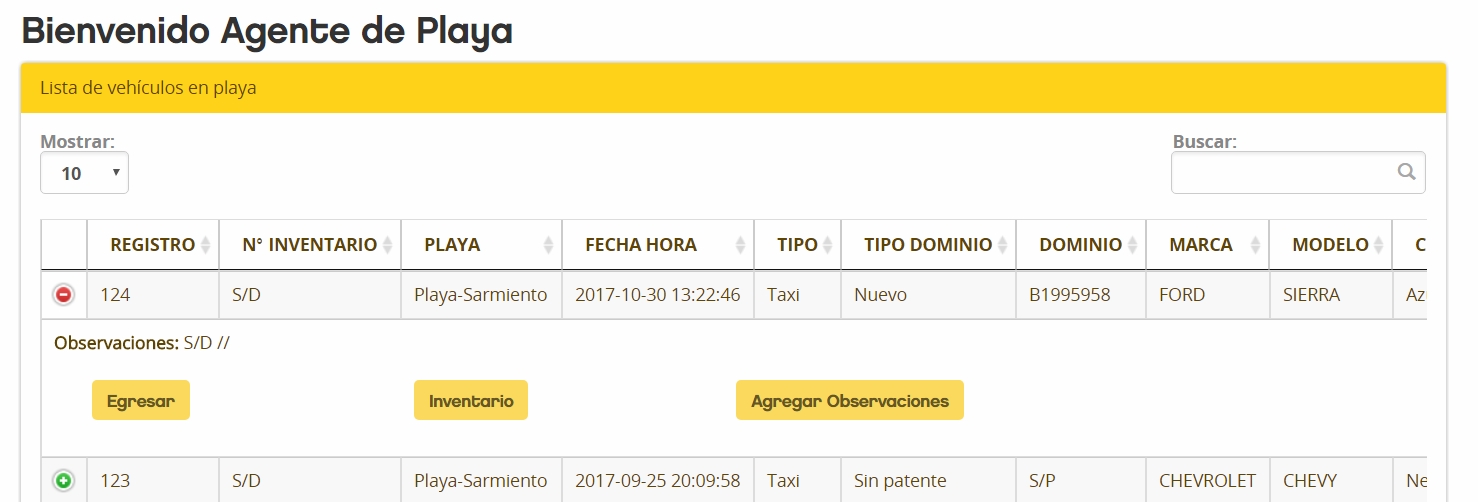 Bienvenido Agente de Playa
Lista de vehículos en playa
Mostrar:
Buscar:
10
REGISTRO N° INVENTARIO PLAYA FECHA HORA TIPO TIPO DOMINIO DOMINIO MARCA MODELO C
124 S/D Playa-Sarmiento 2017-10-30 13:22:46 Taxi Nuevo B1995958 FORD SIERRA Az
Observaciones: S/D //
Egresar Inventario Agregar Observaciones
123 S/D Playa-Sarmiento 2017-09-25 20:09:58 Taxi Sin patente S/P CHEVROLET CHEVY Ne